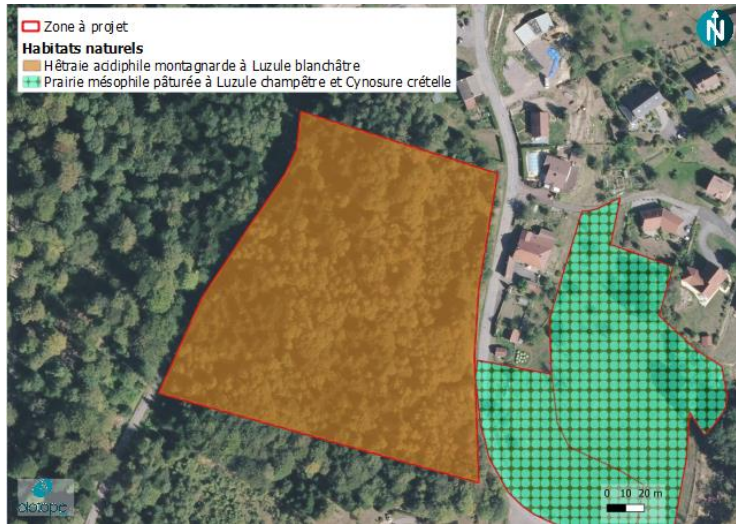 Zone à projet
Habitats naturels
Hêtraie acidiphile montagnarde à Luzule blanchâtre
Prairie mésophile pâturée à Luzule champêtre et Cynosure crételle
N
0 10 20 m
biotope